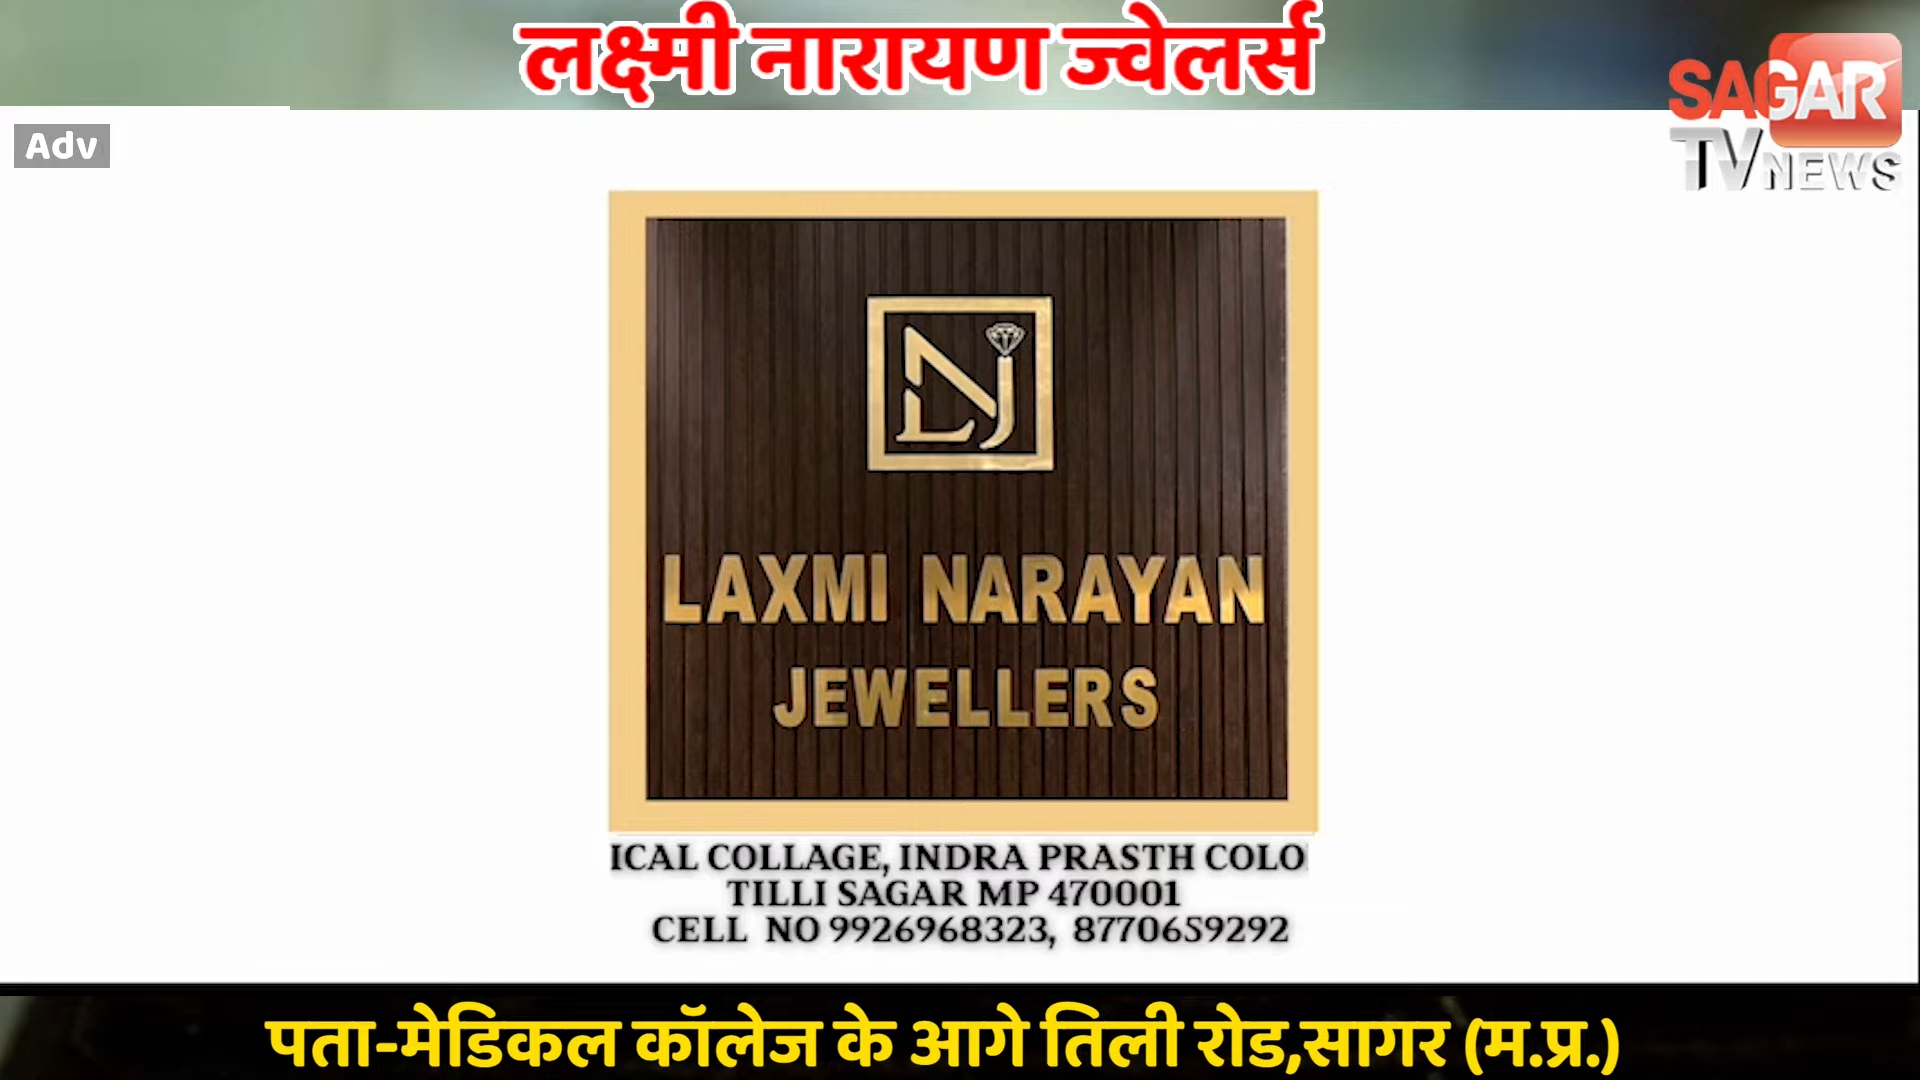 लक्ष्मी नारायण ज्वेलर्स
SAGAR
TV NEWS
Adv
LNJ
LAXMI NARAYAN
JEWELLERS
ICAL COLLAGE, INDRA PRASTH COLO
TILLI SAGAR MP 470001
CELL NO 9926968323, 8770659292
पता-मेडिकल कॉलेज के आगे तिली रोड,सागर (म.प्र.)